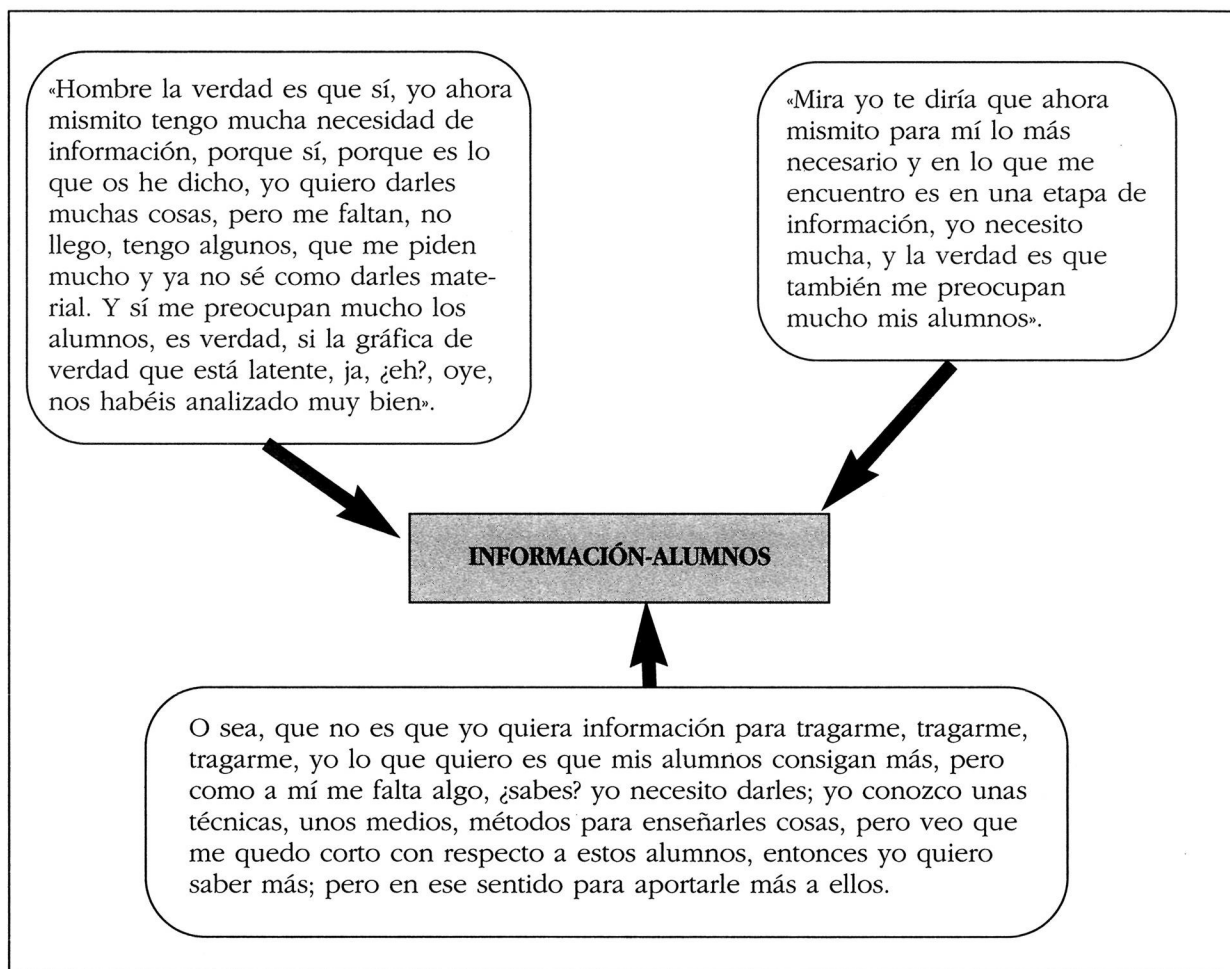 «Hombre la verdad es que sí, yo ahora
mismito tengo mucha necesidad de
información, porque sí, porque es lo
que os he dicho, yo quiero darles
muchas cosas, pero me faltan, no
llego, tengo algunos, que me piden
mucho y ya no sé como darles mate-
rial. Y sí me preocupan mucho los
alumnos, es verdad, si la gráfica de
verdad que está latente, ja, ¿eh?, oye,
nos habéis analizado muy bien».
«Mira yo te diría que ahora
mismito para mí lo más
necesario y en lo que me
encuentro es en una etapa de
información, yo necesito
mucha, y la verdad es que
también me preocupan
mucho mis alumnos».
INFORMACIÓN-ALUMNOS
O sea, que no es que yo quiera información para tragarme, tragarme,
tragarme, yo lo que quiero es que mis alumnos consigan más, pero
como a mí me falta algo, ¿sabes? yo necesito darles; yo conozco unas
técnicas, unos medios, métodos para enseñarles cosas, pero veo que
me quedo corto con respecto a estos alumnos, entonces yo quiero
saber más; pero en ese sentido para aportarle más a ellos.